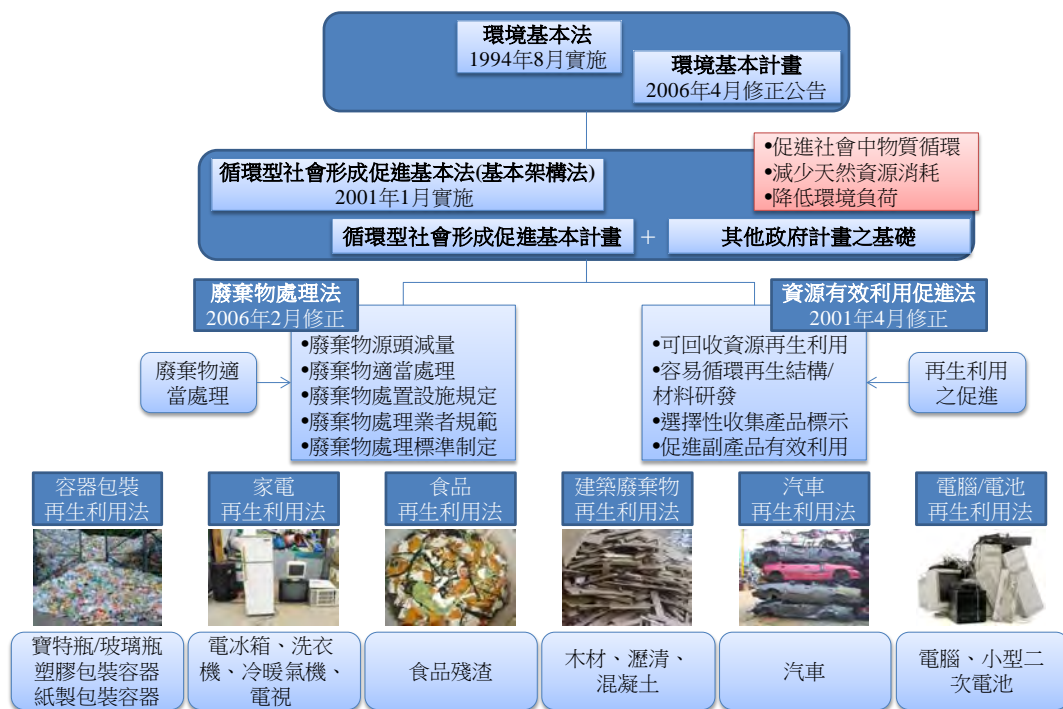 環境基本法
1994年8月實施
環境基本計畫
2006年4月修正公告
循環型社會形成促進基本法(基本架構法)
2001年1月實施
•促進社會中物質循環
•減少天然資源消耗
•降低環境負荷
循環型社會形成促進基本計畫
+
其他政府計畫之基礎
廢棄物處理法
2006年2月修正
資源有效利用促進法
2001年4月修正
廢棄物適
當處理
•廢棄物源頭減量
•廢棄物適當處理
•廢棄物處置設施規定
•廢棄物處理業者規範
•廢棄物處理標準制定
•可回收資源再生利用
•容易循環再生結構/
材料研發
•選擇性收集產品標示
•促進副產品有效利用
再生利用
之促進
容器包裝
再生利用法
家電
再生利用法
食品
再生利用法
建築廢棄物
再生利用法
汽車
再生利用法
電腦/電池
再生利用法
寶特瓶/玻璃瓶
塑膠包裝容器
紙製包裝容器
電冰箱、洗衣
機、冷暖氣機、
電視
食品殘渣
木材、瀝清、
混凝土
汽車
電腦、小型二
次電池